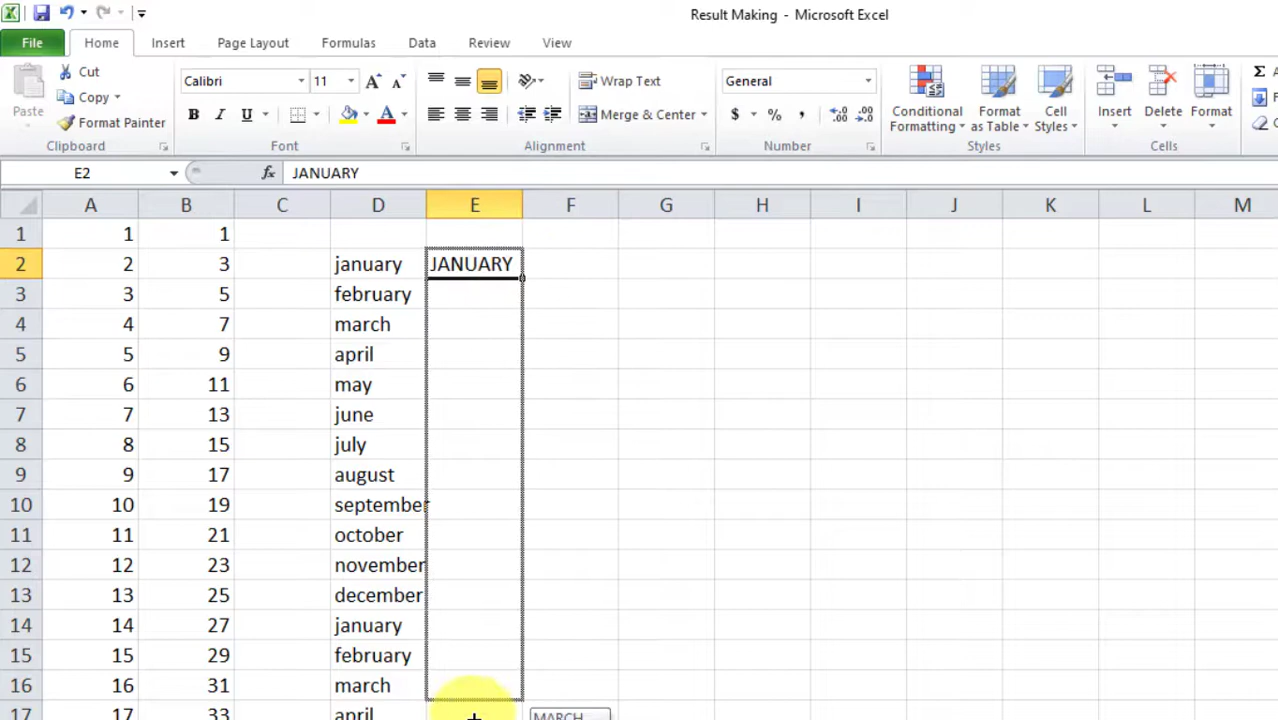 Result Making - Microsoft Excel
File Home Insert Page Layout Formulas Data Review View
Paste
Cut
Copy
Format Painter
Clipboard
Calibri 11 A A
B I U A
Font
Wrap Text
Merge & Center
Alignment
General
$ % ,
Number
Conditional Formatting
Format as Table
Cell Styles
Styles
Insert Delete Format
Cells
Σ
E2 fx JANUARY
A B C D E F G H I J K L M
1 1 1
2 2 3 january JANUARY
3 3 5 february
4 4 7 march
5 5 9 april
6 6 11 may
7 7 13 june
8 8 15 july
9 9 17 august
10 10 19 september
11 11 21 october
12 12 23 november
13 13 25 december
14 14 27 january
15 15 29 february
16 16 31 march
17 17 33 april
MARCH